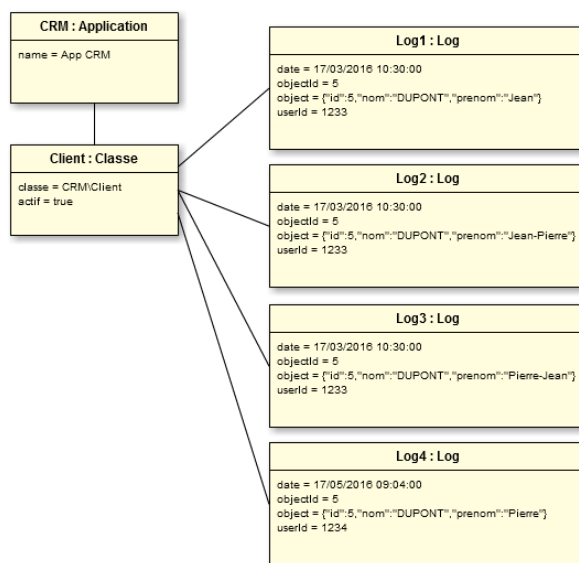 CRM : Application
name = App CRM
Client : Classe
classe = CRM\Client
actif = true
Log1 : Log
date = 17/03/2016 10:30:00
objectId = 5
object = {"id":5,"nom":"DUPONT","prenom":"Jean"}
userId = 1233
Log2 : Log
date = 17/03/2016 10:30:00
objectId = 5
object = {"id":5,"nom":"DUPONT","prenom":"Jean-Pierre"}
userId = 1233
Log3 : Log
date = 17/03/2016 10:30:00
objectId = 5
object = {"id":5,"nom":"DUPONT","prenom":"Pierre-Jean"}
userId = 1233
Log4 : Log
date = 17/05/2016 09:04:00
objectId = 5
object = {"id":5,"nom":"DUPONT","prenom":"Pierre"}
userId = 1234